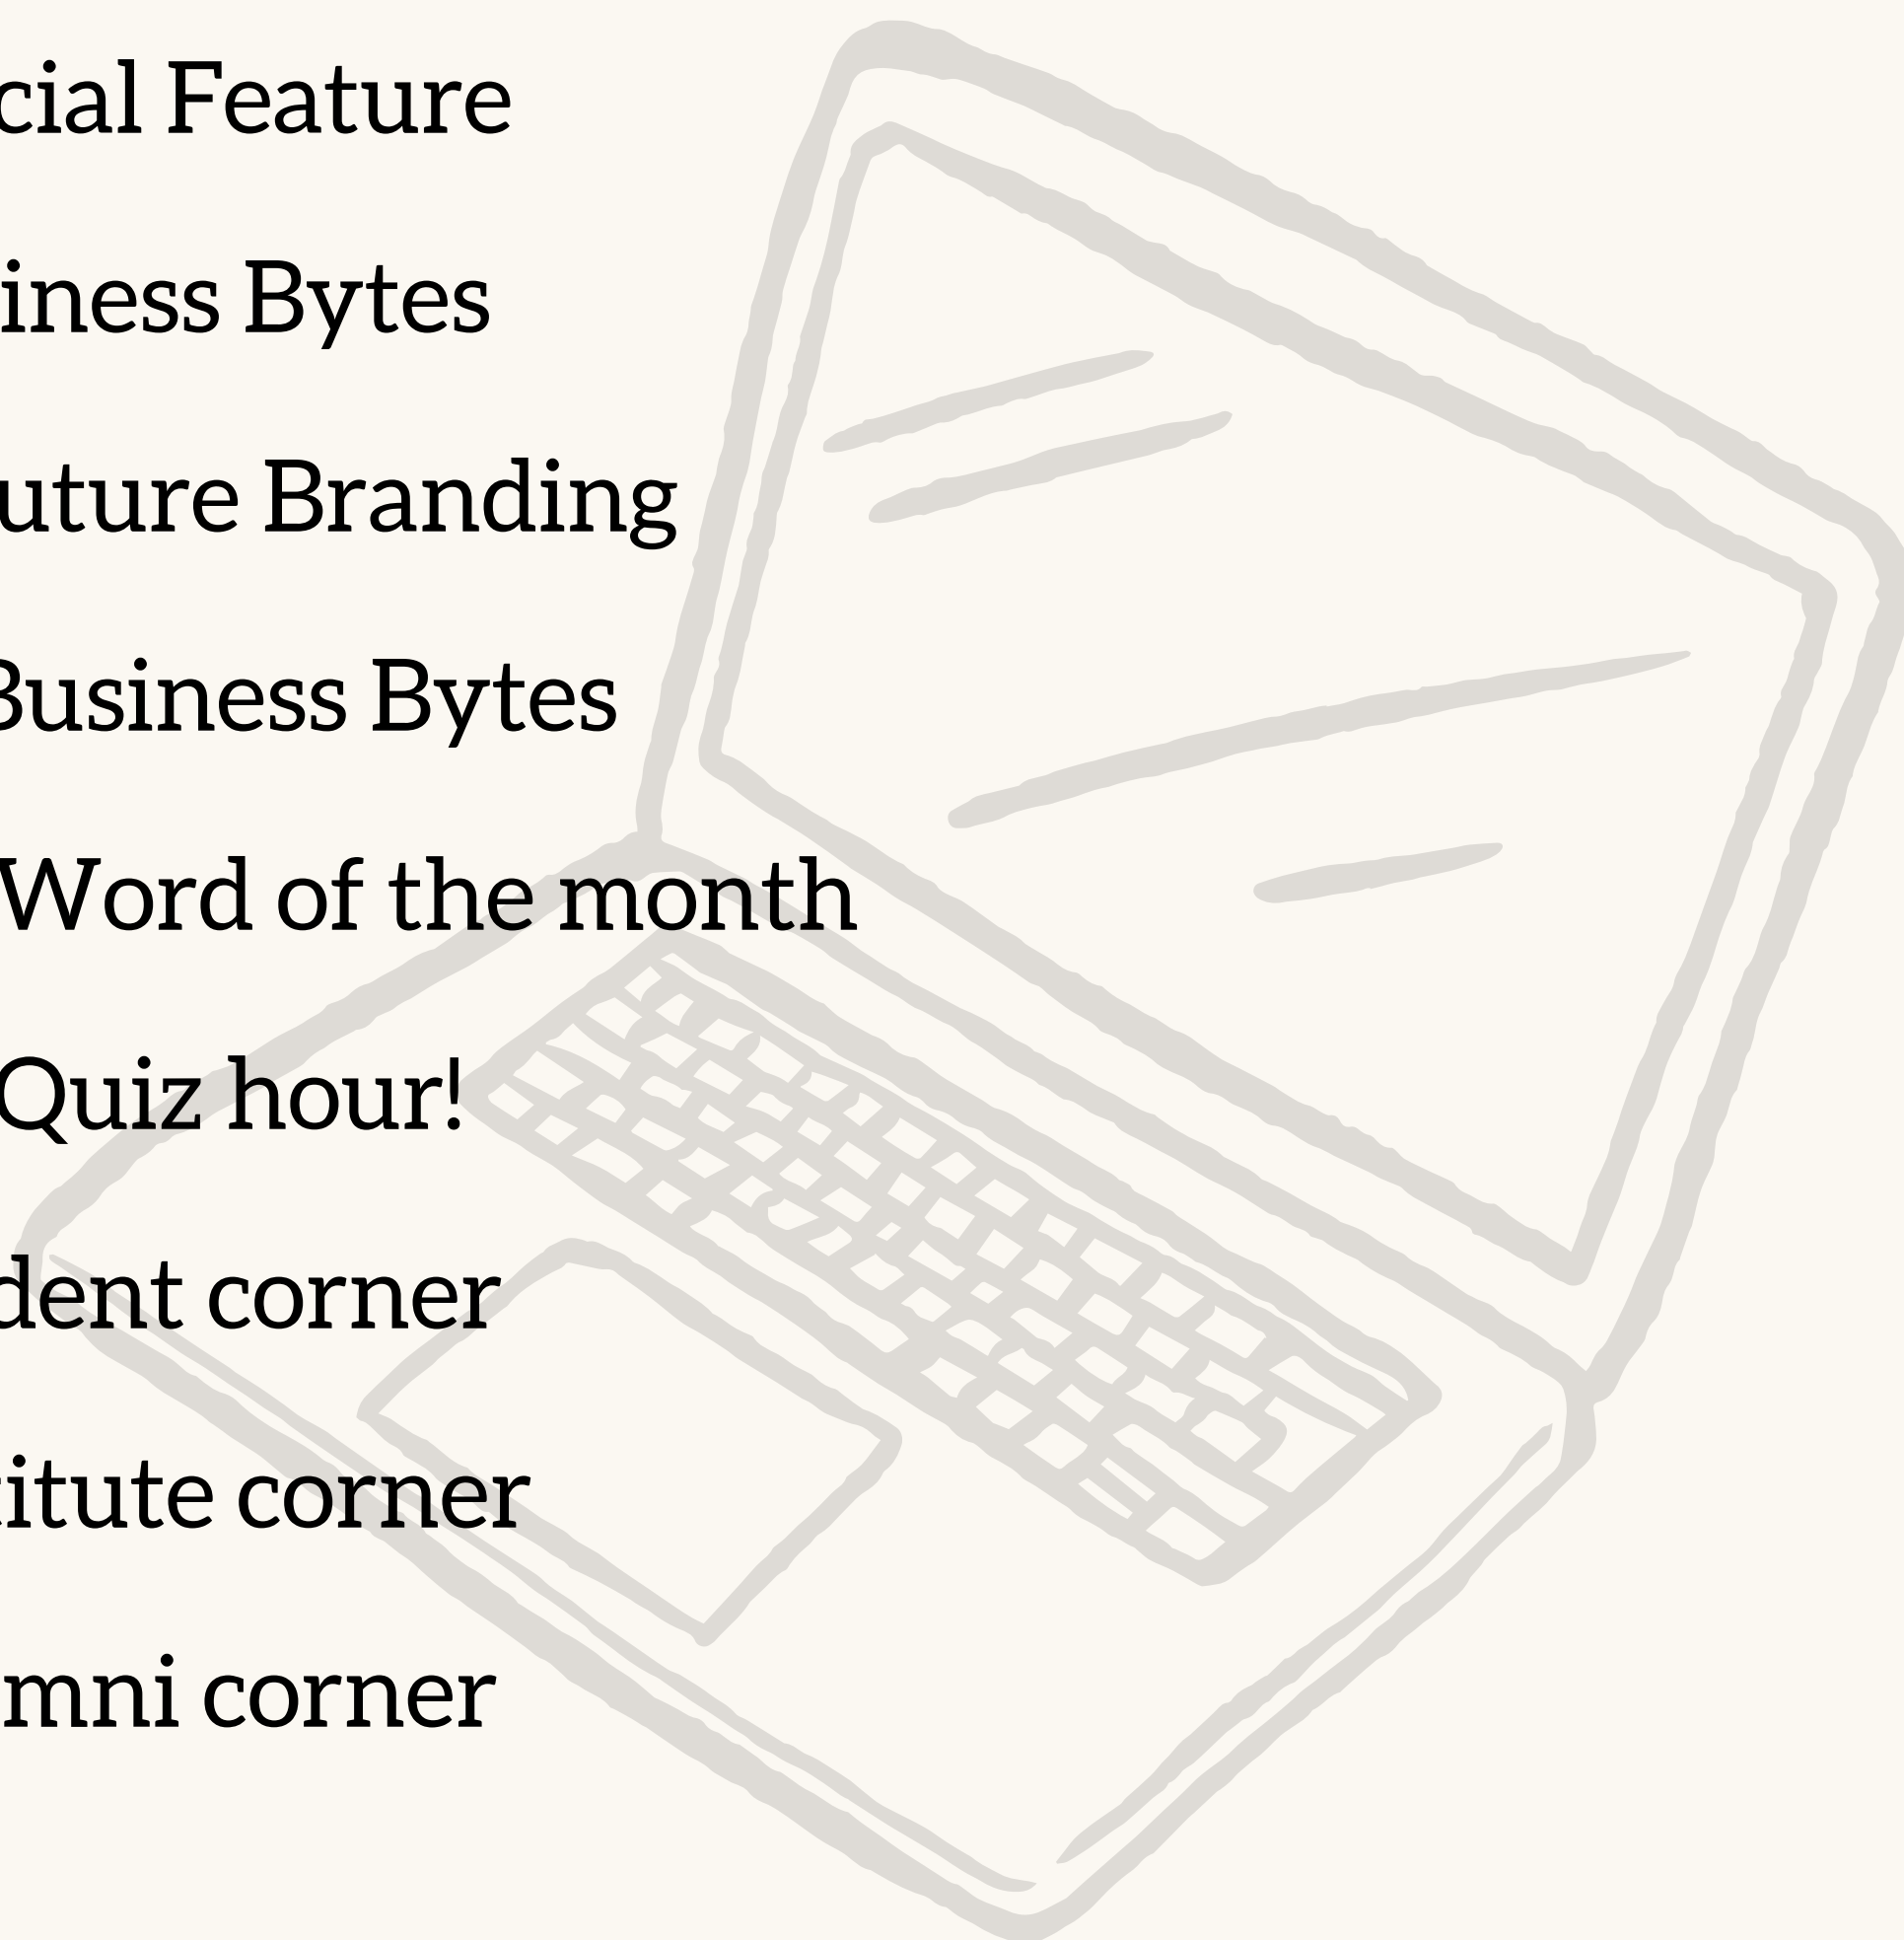 cial Feature
iness Bytes
uture Branding
Business Bytes
Word of the month
Quiz hour!
dent corner
itute corner
mni corner